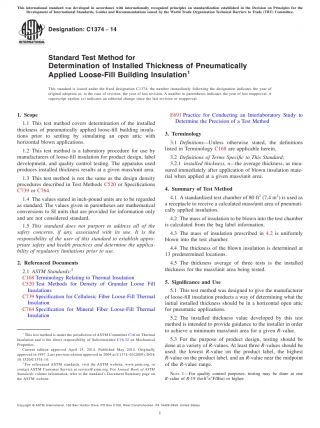 This international standard was developed in accordance with internationally recognized principles on standardization established in the Decision on Principles for the
Development of International Standards, Guides and Recommendations issued by the World Trade Organization Technical Barriers to Trade (TBT) Committee.
Designation: C1374 − 14
INTERNATIONAL
Standard Test Method for
Determination of Installed Thickness of Pneumatically
Applied Loose-Fill Building Insulation1
This standard is issued under the fixed designation C1374; the number immediately following the designation indicates the year of
original adoption or, in the case of revision, the year of last revision. A number in parentheses indicates the year of last reapproval. A
superscript epsilon (ε) indicates an editorial change since the last revision or reapproval.
1. Scope
1.1 This test method covers determination of the installed
thickness of pneumatically applied loose-fill building insula-
tions prior to settling by simulating an open attic with
horizontal blown applications.
1.2 This test method is a laboratory procedure for use by
manufacturers of loose-fill insulation for product design, label
development, and quality control testing. The apparatus used
produces installed thickness results at a given mass/unit area.
1.3 This test method is not the same as the design density
procedures described in Test Methods C520 or Specifications
C739 or C764.
1.4 The values stated in inch-pound units are to be regarded
as standard. The values given in parentheses are mathematical
conversions to SI units that are provided for information only
and are not considered standard.
1.5 This standard does not purport to address all of the
safety concerns, if any, associated with its use. It is the
responsibility of the user of this standard to establish appro-
priate safety and health practices and determine the applica-
bility of regulatory limitations prior to use.
2. Referenced Documents
2.1 ASTM Standards:2
C168 Terminology Relating to Thermal Insulation
C520 Test Methods for Density of Granular Loose Fill
Insulations
C739 Specification for Cellulosic Fiber Loose-Fill Thermal
Insulation
C764 Specification for Mineral Fiber Loose-Fill Thermal
Insulation
1 This test method is under the jurisdiction of ASTM Committee C16 on Thermal
Insulation and is the direct responsibility of Subcommittee C16.32 on Mechanical
Properties.
Current edition approved April 15, 2014. Published May 2014. Originally
approved in 1997. Last previous edition approved in 2009 as C1374–03(2009). DOI:
10.1520/C1374-14.
2 For referenced ASTM standards, visit the ASTM website, www.astm.org, or
contact ASTM Customer Service at service@astm.org. For Annual Book of ASTM
Standards volume information, refer to the standard's Document Summary page on
the ASTM website.
E691 Practice for Conducting an Interlaboratory Study to
Determine the Precision of a Test Method
3. Terminology
3.1 Definitions—Unless otherwise stated, the definitions
listed in Terminology C168 are applicable herein.
3.2 Definitions of Terms Specific to This Standard:
3.2.1 installed thickness, n—the average thickness, as mea-
sured immediately after application of blown insulation mate-
rial when applied at a given mass/unit area.
4. Summary of Test Method
4.1 A standardized test chamber of 80 ft2 (7.4 m2) is used as
a receptacle to receive a calculated mass/unit area of pneumati-
cally applied insulation.
4.2 The mass of insulation to be blown into the test chamber
is calculated from the bag label information.
4.3 The mass of insulation prescribed in 4.2 is uniformly
blown into the test chamber.
4.4 The thickness of the blown insulation is determined at
13 predetermined locations.
4.5 The thickness average of three tests is the installed
thickness for the mass/unit area being tested.
5. Significance and Use
5.1 This test method was designed to give the manufacturer
of loose-fill insulation products a way of determining what the
initial installed thickness should be in a horizontal open attic
for pneumatic applications.
5.2 The installed thickness value developed by this test
method is intended to provide guidance to the installer in order
to achieve a minimum mass/unit area for a given R-value.
5.3 For the purpose of product design, testing should be
done at a variety of R-values. At least three R-values should be
used: the lowest R-value on the product label, the highest
R-value on the product label, and an R-value near the midpoint
of the R-value range.
NOTE 1—For quality control purposes, testing may be done at one
R-value of R-19 (hr•ft2•°F/Btu) or higher.
Copyright © ASTM International, 100 Barr Harbor Drive, PO Box C700, West Conshohocken, PA 19428-2959. United States
1